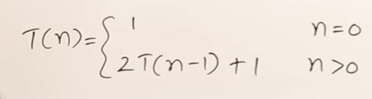 T(n)= { 1 n=0
2T(n-1)+1 n>0